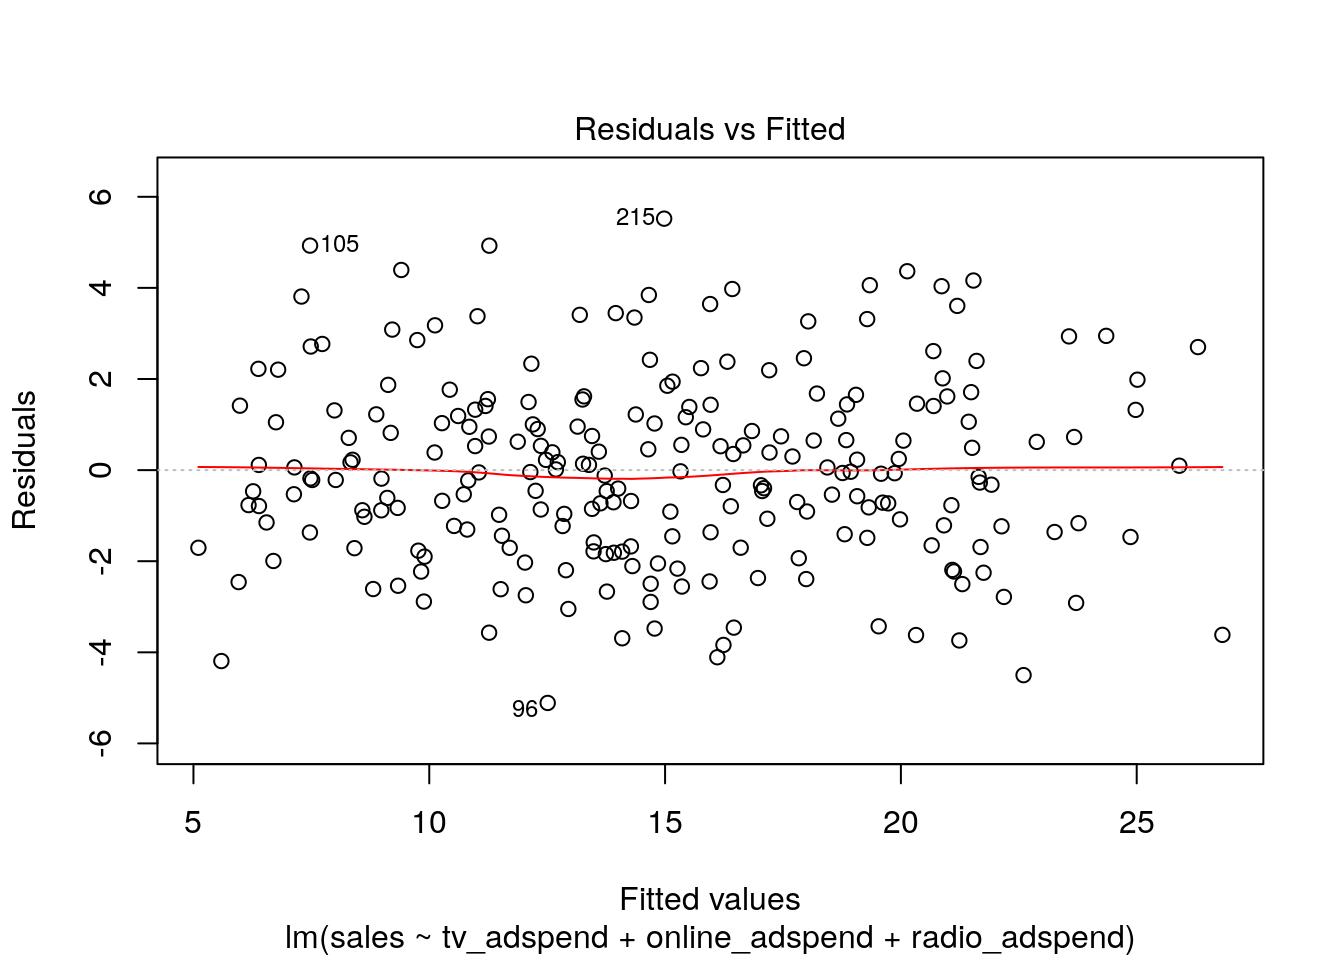 Residuals vs Fitted
Residuals
6
4
2
0
-2
-4
-6
215
105
96
5 10 15 20 25
Fitted values
lm(sales ~ tv_adspend + online_adspend + radio_adspend)